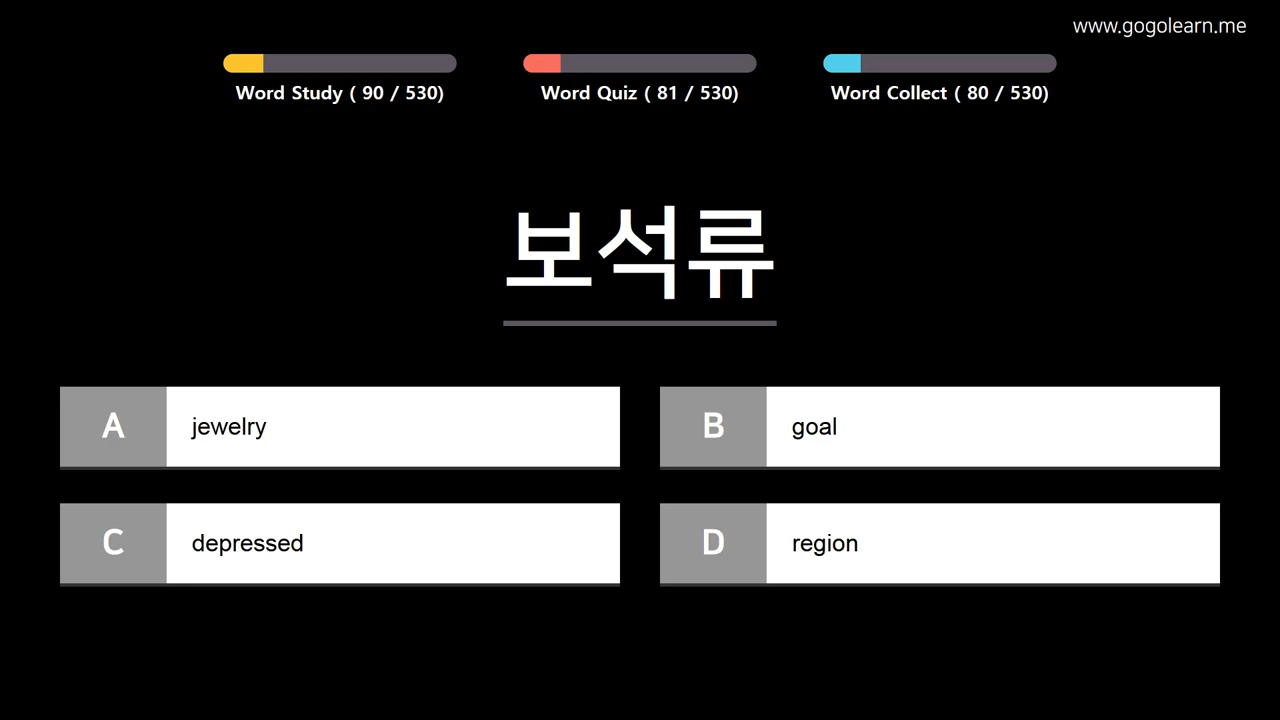 www.gogolearn.me
Word Study ( 90 / 530)
Word Quiz ( 81 / 530)
Word Collect ( 80 / 530)
보석류
A
jewelry
B
goal
C
depressed
D
region